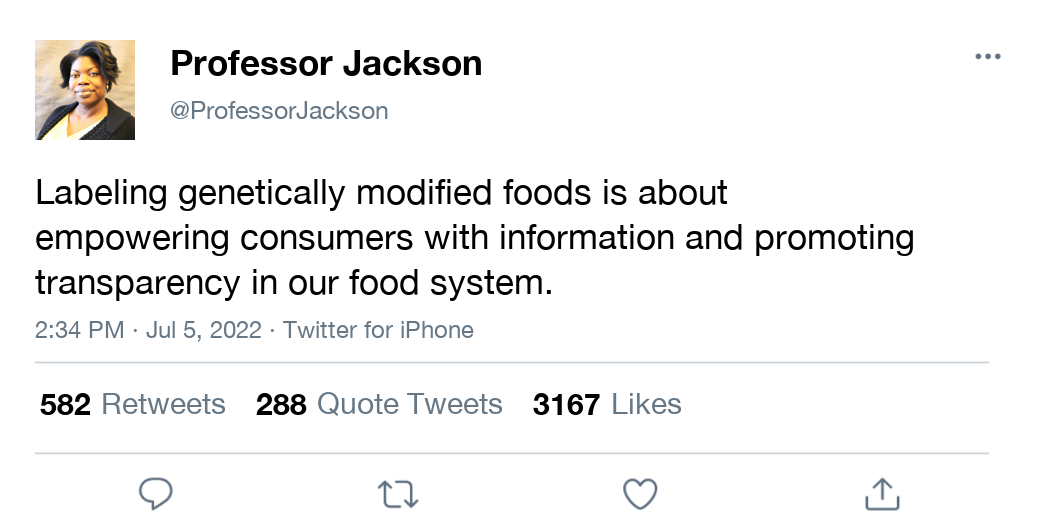 Professor Jackson
@ProfessorJackson
Labeling genetically modified foods is about
empowering consumers with information and promoting
transparency in our food system.
2:34 PM · Jul 5, 2022 · Twitter for iPhone
582 Retweets 288 Quote Tweets 3167 Likes